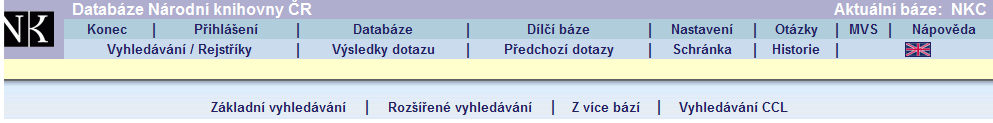 Databáze Národní knihovny ČR Aktuální báze: NKC
NK
Konec | Přihlášení | Databáze | Dílčí báze | Nastavení | Otázky | MVS | Nápověda
Vyhledávání / Rejstříky | Výsledky dotazu | Předchozí dotazy | Schránka | Historie |
Základní vyhledávání | Rozšířené vyhledávání | Z více bází | Vyhledávání CCL